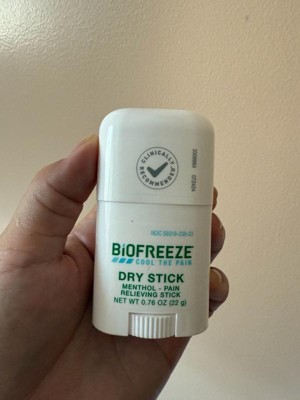 CLINICALLY
RECOMMENDED
BIOFREEZE
COOL THE PAIN
DRY STICK
MENTHOL - PAIN
RELIEVING STICK
NET WT 0.76 OZ (22 g)